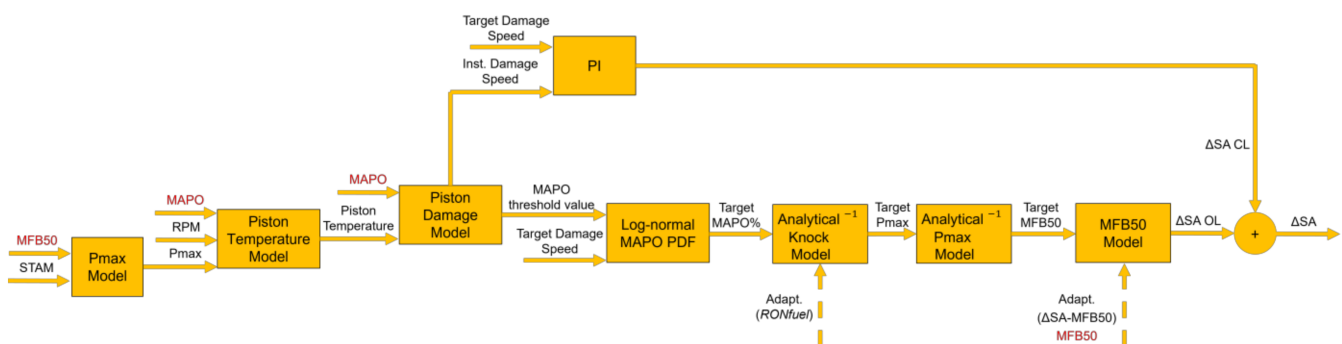 Target Damage
Speed
Inst. Damage
Speed
PI
ΔSA CL
MAPO
MAPO
RPM
Pmax
MFB50
STAM
Pmax
Model
Piston
Temperature
Model
Piston
Temperature
Piston
Damage
Model
MAPO
threshold value
Target Damage
Speed
Log-normal
MAPO PDF
Target
MAPO%
Analytical ⁻¹
Knock
Model
Target
Pmax
Analytical ⁻¹
Pmax
Model
Target
MFB50
MFB50
Model
ΔSA OL
+
ΔSA
Adapt.
(RONfuel)
Adapt.
(ΔSA-MFB50)
MFB50